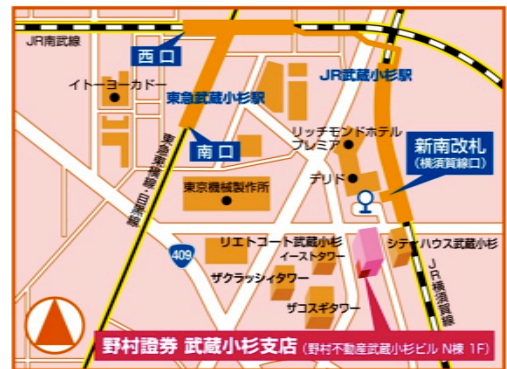 JR南武線
西口
JR武蔵小杉駅
イトーヨーカドー
東急武蔵小杉駅
リッチモンドホテル
プレミア
新南改札
(横須賀線口)
南口
デリド
東京機械製作所
東急東横線・目黒線
リエトコート武蔵小杉
イーストタワー
シティハウス武蔵小杉
409
ザクラッシィタワー
ザコスギタワー
JR横須賀線
野村證券 武蔵小杉支店 (野村不動産武蔵小杉ビル N棟 1F)